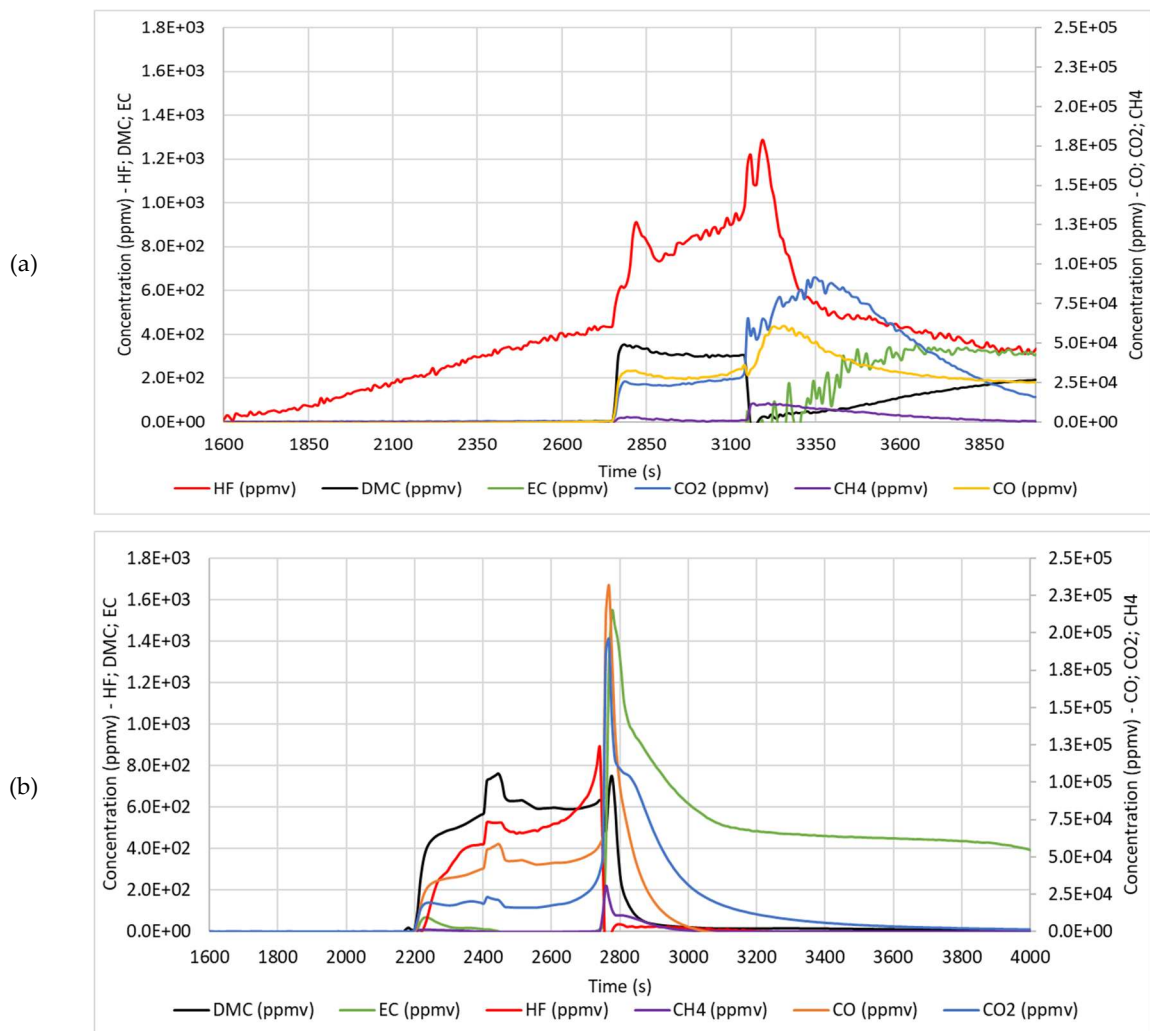 (a)
Concentration (ppmv) - HF; DMC; EC
1.8E+03
1.6E+03
1.4E+03
1.2E+03
1.0E+03
8.0E+02
6.0E+02
4.0E+02
2.0E+02
0.0E+00
2.5E+05
2.3E+05
2.0E+05
1.8E+05
1.5E+05
1.3E+05
1.0E+05
7.5E+04
5.0E+04
2.5E+04
0.0E+00
Concentration (ppmv) - CO; CO2; CH4
1600 1850 2100 2350 2600 2850 3100 3350 3600 3850
Time (s)
HF (ppmv) DMC (ppmv) EC (ppmv) CO2 (ppmv) CH4 (ppmv) CO (ppmv)
(b)
Concentration (ppmv) - HF; DMC; EC
1.8E+03
1.6E+03
1.4E+03
1.2E+03
1.0E+03
8.0E+02
6.0E+02
4.0E+02
2.0E+02
0.0E+00
2.5E+05
2.3E+05
2.0E+05
1.8E+05
1.5E+05
1.3E+05
1.0E+05
7.5E+04
5.0E+04
2.5E+04
0.0E+00
Concentration (ppmv) - CO; CO2; CH4
1600 1800 2000 2200 2400 2600 2800 3000 3200 3400 3600 3800 4000
Time (s)
DMC (ppmv) EC (ppmv) HF (ppmv) CH4 (ppmv) CO (ppmv) CO2 (ppmv)